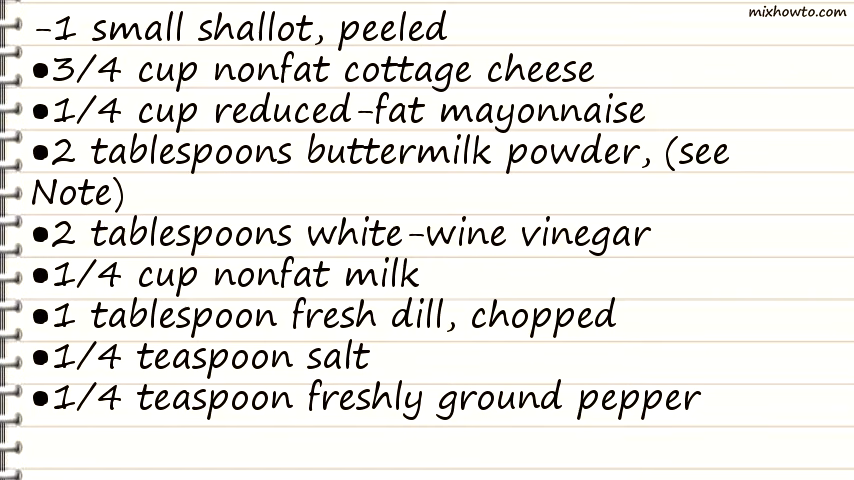 mixhowto.com
-1 small shallot, peeled
●3/4 cup nonfat cottage cheese
●1/4 cup reduced-fat mayonnaise
●2 tablespoons buttermilk powder, (see
Note)
●2 tablespoons white-wine vinegar
●1/4 cup nonfat milk
●1 tablespoon fresh dill, chopped
●1/4 teaspoon salt
●1/4 teaspoon freshly ground pepper